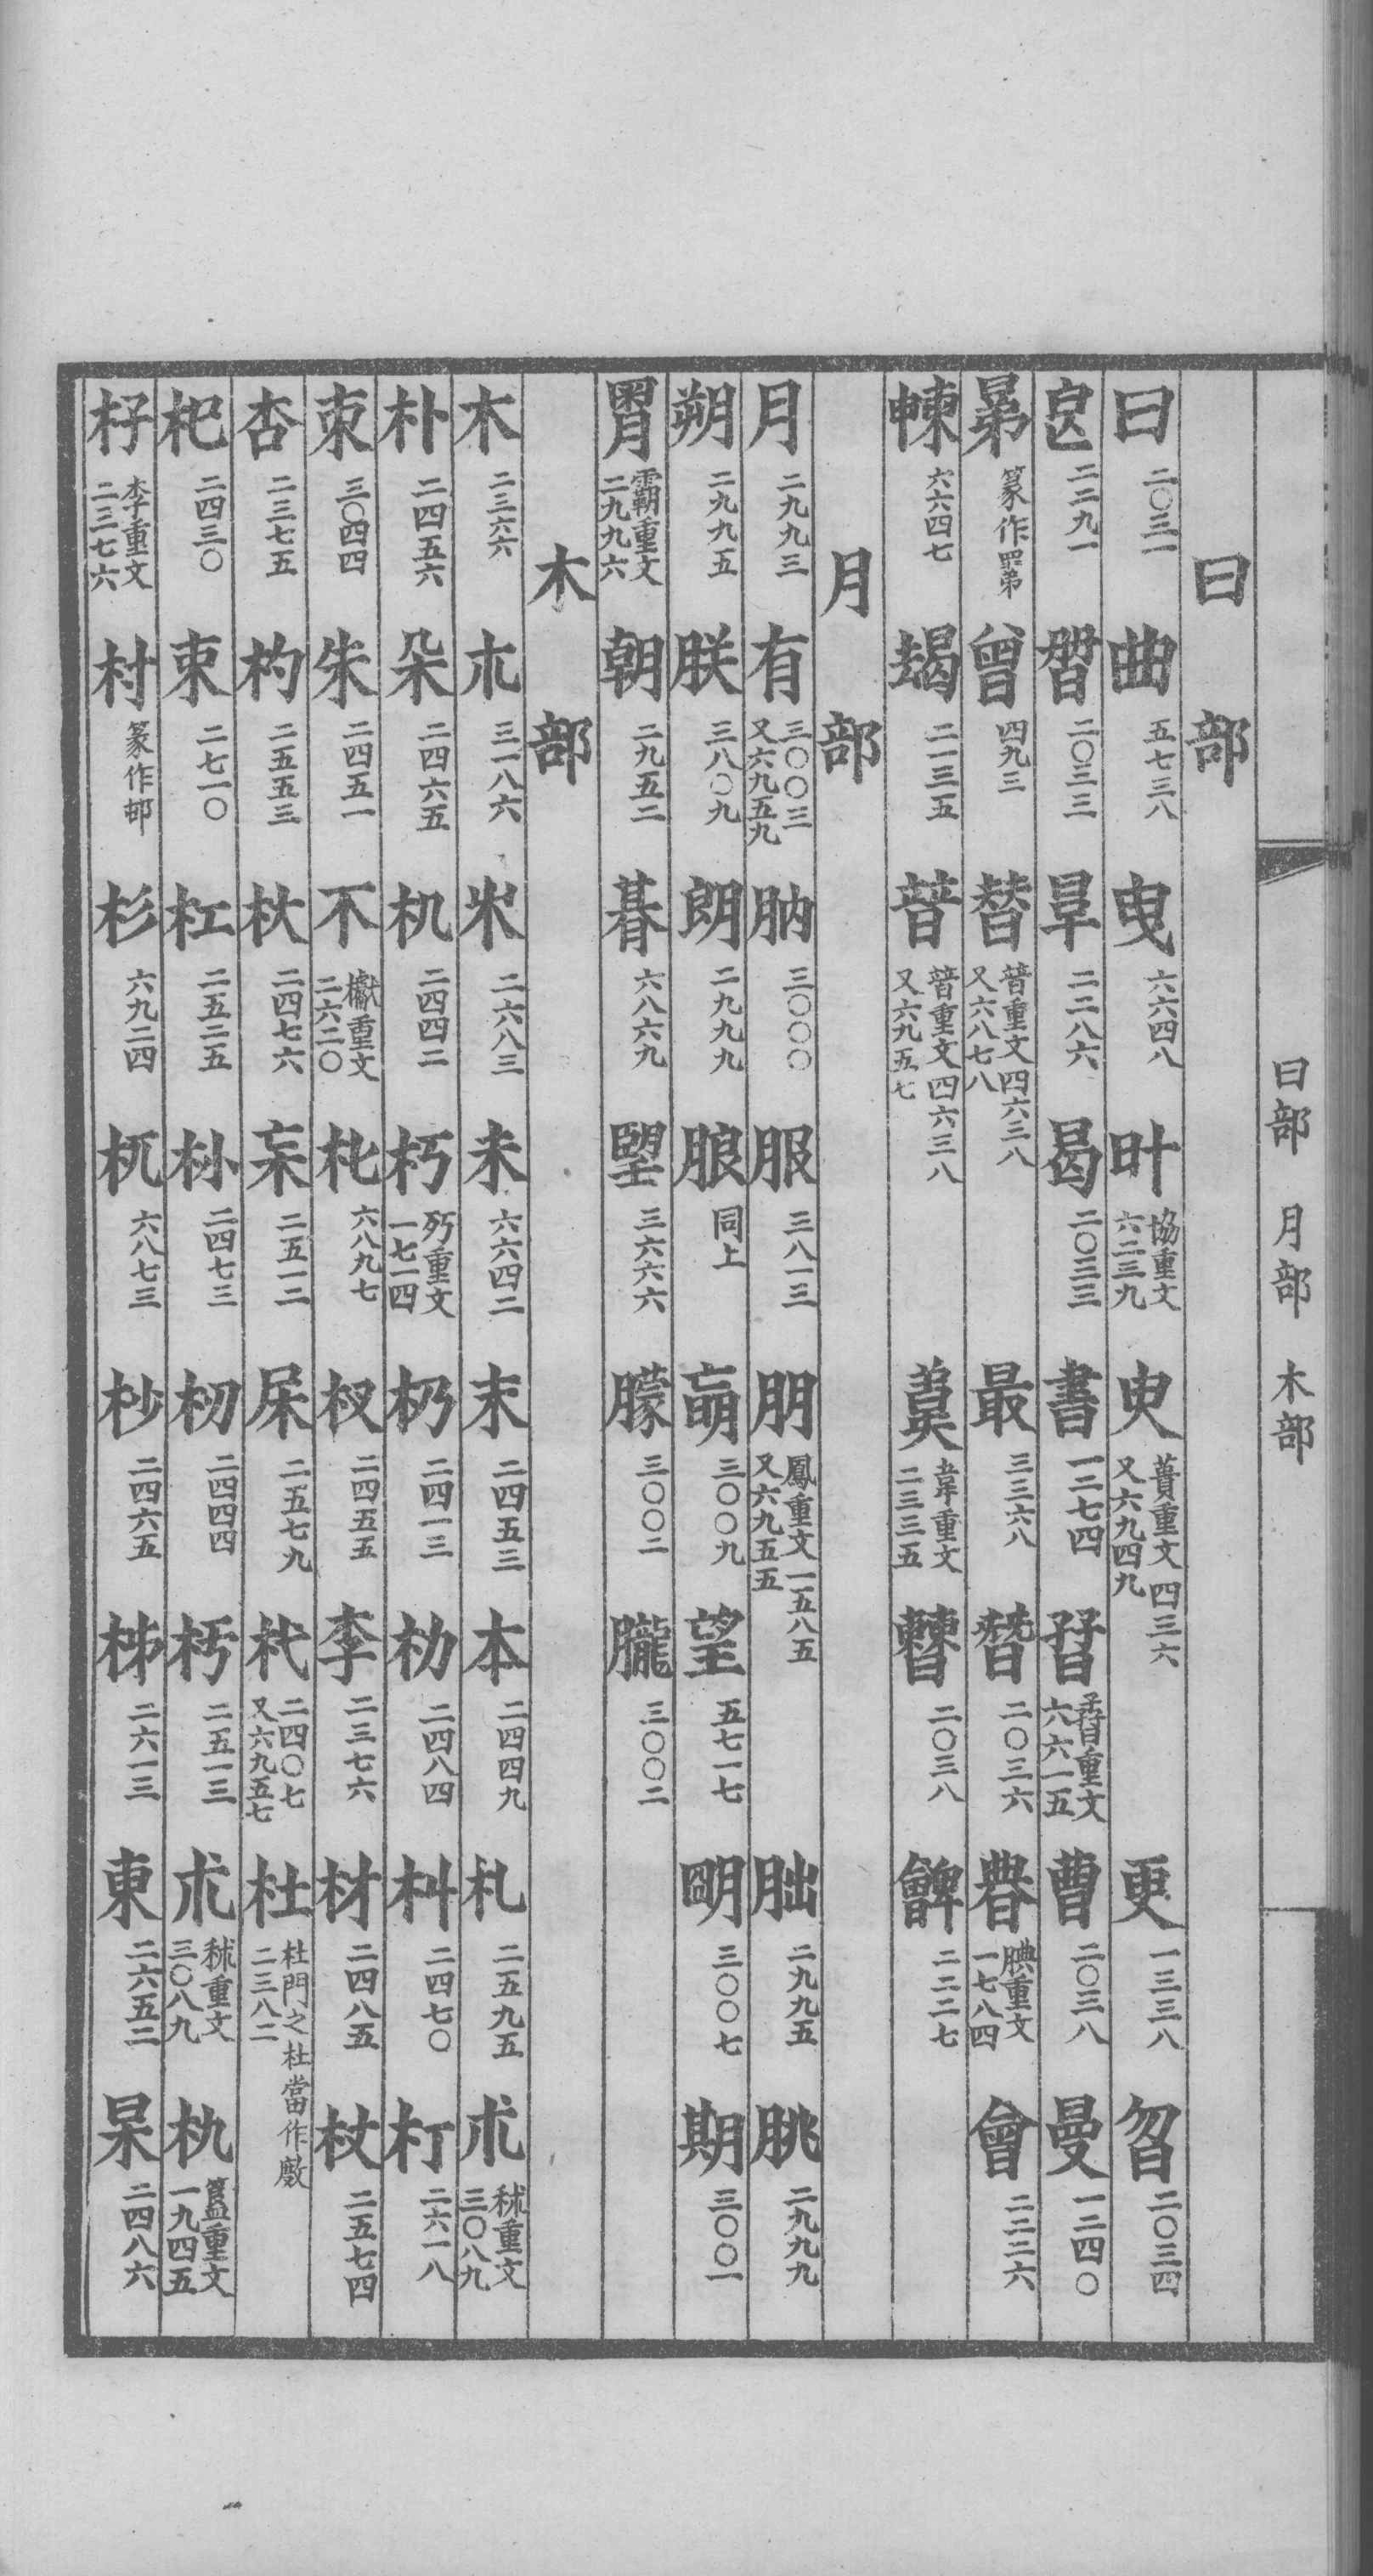 曰部　月部　木部
曰　部
曰二〇三一　曲五七三八　曳六六四八　叶協重文六二三九　㬰蕢重文四三六又六九四九　更一三三八　曶二〇三四
㫐二二九一　朁二〇三三　㫗二二八六　曷二〇三三　書一二七四　㬜孴重文六六一五　曹二〇三八　曼一二四〇
篆作　曾四九三　替暜重文四六三八又六八七八　最三三六八　朁二〇三六　腆重文一七八四　會二二二六
㯥六六四七　朅二一三五　暜重文四六三八又六九五七　韋重文二三三五　二〇三八　朇二二二七
月　部
月二九九三　有三〇〇三又六九五九　肭三〇〇〇　服三八一三　朋鳳重文一五八五又六九五五　朏二九九五　朓二九九九
朔二九九五　朕三八〇九　朗二九九九　朖同上　朚三〇〇九　望五七一七　朙三〇〇七　期三〇〇一
霸重文二九九六　朝二九五二　朞六八六九　朢三六六六　朦三〇〇二　朧三〇〇二
木　部
木二三六六　朩三一八六　𣎵二六八三　未六六四二　末二四五三　本二四四九　札二五九五　朮秫重文三〇八九
朴二四五六　朵二四六五　机二四四二　朽𣧄重文一七一四　朸二四一三　朸二四八四　朻二四七〇　朾二六一八
朿三〇四四　朱二四五一　不櫱重文二六二〇　朼六八九七　杈二四五五　李二三七六　材二四八五　杖二五七四
杏二三七五　杓二五五三　杕二四七六　杗二五一二　杘二五七九　杙二四〇七又六九五七　杜杜門之杜當作㪫二三八二
杞二四三〇　束二七一〇　杠二五二五　杺二四七三　杒二四四四　杇二五一三　朮秫重文三〇八九　朹簋重文一九四五
杍李重文二三七六　村篆作邨　杉六九二四　杌六八七三　杪二四六五　𣏕二六一三　東二六五二　杲二四八六